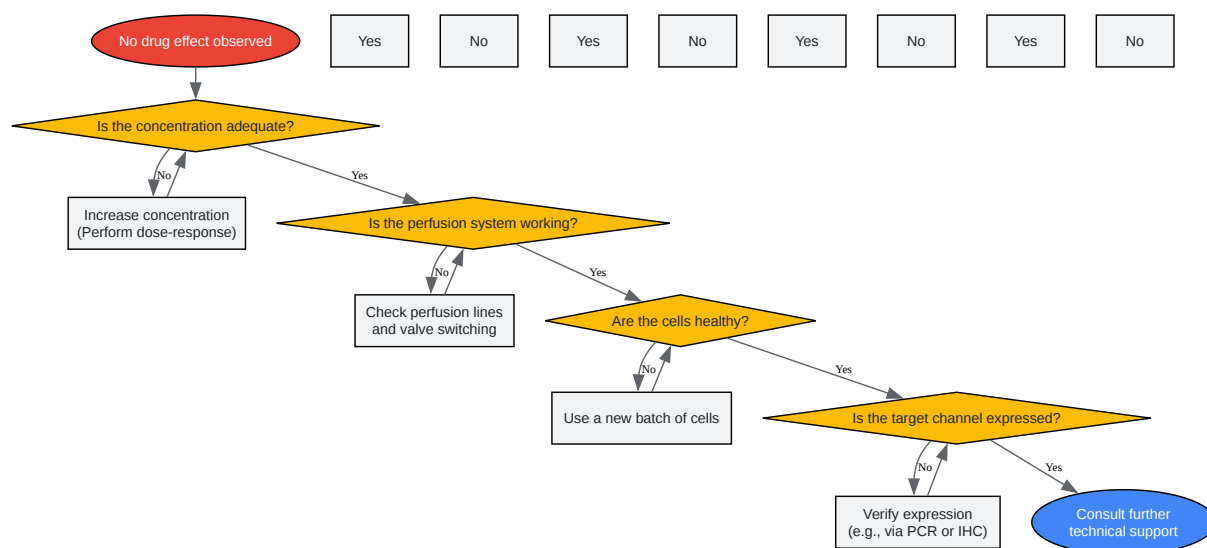 No drug effect observed
Yes
No
Yes
No
Yes
No
Yes
No
Is the concentration adequate?
No
Yes
Increase concentration
(Perform dose-response)
Is the perfusion system working?
No
Yes
Check perfusion lines
and valve switching
Are the cells healthy?
No
Yes
Use a new batch of cells
Is the target channel expressed?
No
Yes
Verify expression
(e.g., via PCR or IHC)
Consult further
technical support